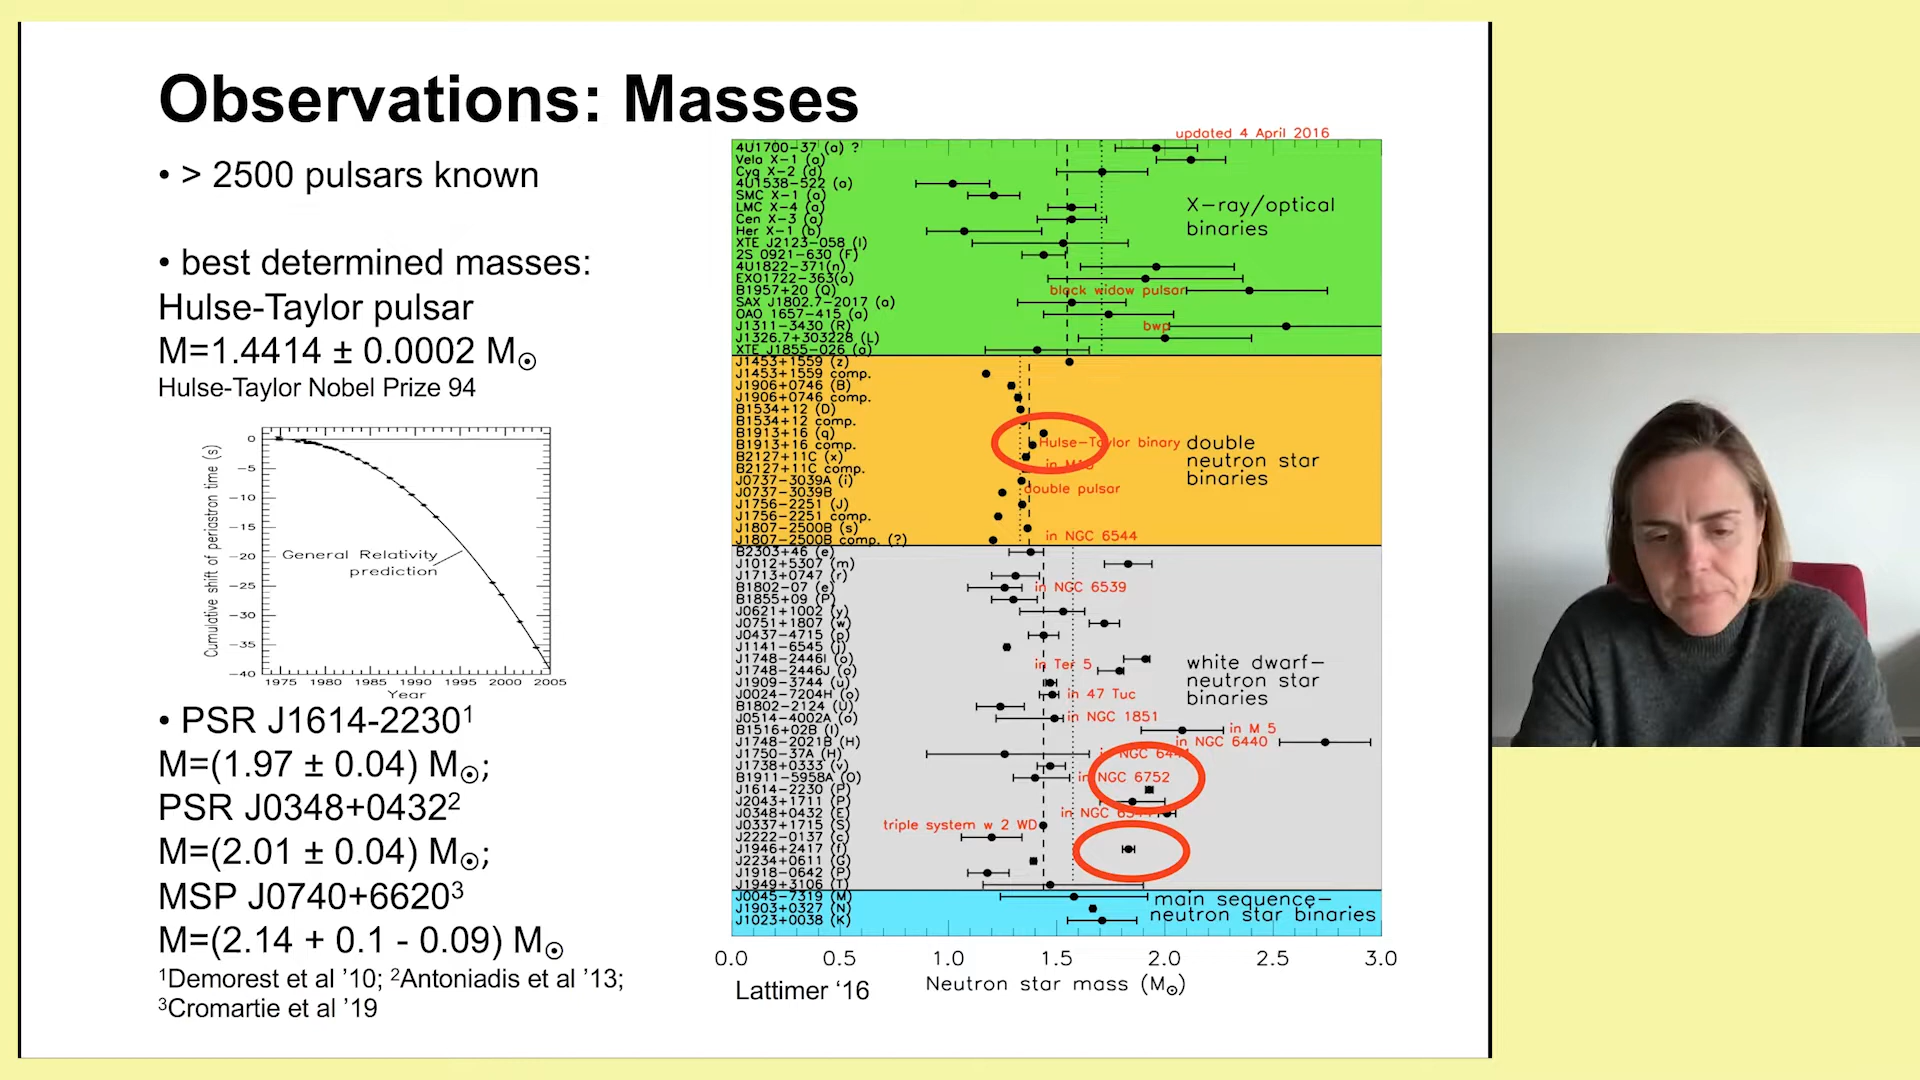 Observations: Masses
• > 2500 pulsars known
• best determined masses:
Hulse-Taylor pulsar
M=1.4414 ± 0.0002 M⊙
Hulse-Taylor Nobel Prize 94
Cumulative shift of periastron time (s)
0
−5
−10
−15
−20
−25
−30
−35
−40
General Relativity
prediction
1975 1980 1985 1990 1995 2000 2005
Year
• PSR J1614-2230¹
M=(1.97 ± 0.04) M⊙;
PSR J0348+0432²
M=(2.01 ± 0.04) M⊙;
MSP J0740+6620³
M=(2.14 + 0.1 - 0.09) M⊙
¹Demorest et al ’10; ²Antoniadis et al ’13;
³Cromartie et al ’19
updated 4 April 2016
4U1700−37 (a) ?
Vela X−1 (a)
Cyg X−2 (d)
4U1538−522 (a)
SMC X−1 (a)
LMC X−4 (a)
Cen X−3 (a)
Her X−1 (b)
XTE J2123−058 (l)
2S 0921−630 (F)
4U1822−371(n)
EXO1722−363(a)
B1957+20 (Q) black widow pulsar
SAX J1802.7−2017 (a)
OAO 1657−415 (a)
J1311−3430 (R) bwp
J1326.7+303228 (L)
XTE J1855−026 (a)
X−ray/optical
binaries
J1453+1559 (z)
J1453+1559 comp.
J1906+0746 (B)
J1906+0746 comp.
B1534+12 (D)
B1534+12 comp.
B1913+16 (q)
B1913+16 comp. Hulse−Taylor binary
B2127+11C (x)
B2127+11C comp. in
J0737−3039A (i)
J0737−3039B double pulsar
J1756−2251 (J)
J1756−2251 comp.
J1807−2500B (s)
J1807−2500B comp. (?) in NGC 6544
double
neutron star
binaries
B2303+46 (e)
J1012+5307 (m)
J1713+0747 (r)
B1802−07 (e) in NGC 6539
B1855+09 (P)
J0621+1002 (y)
J0751+1807 (w)
J0437−4715 (p)
J1141−6545 (j)
J1748−2446I (o) in Ter 5
J1748−2446J (o)
J1909−3744 (u)
J0024−7204H (o) in 47 Tuc
B1802−2124 (U)
J0514−4002A (o) in NGC 1851
B1516+02B (l) in M 5
J1748−2021B (H) in NGC 6440
J1750−37A (H) in NGC
J1738+0333 (v)
B1911−5958A (O) in NGC 6752
J1614−2230 (P)
J2043+1711 (P)
J0348+0432 (E) in NGC
J0337+1715 (S) triple system w 2 WD
J2222−0137 (c)
J1946+2417 (f)
J2234+0611 (G)
J1918−0642 (P)
J1949+3106 (T)
white dwarf−
neutron star
binaries
J0045−7319 (M)
J1903+0327 (N)
J1023+0038 (K)
main sequence−
neutron star binaries
0.0 0.5 1.0 1.5 2.0 2.5 3.0
Neutron star mass (M⊙)
Lattimer ‘16